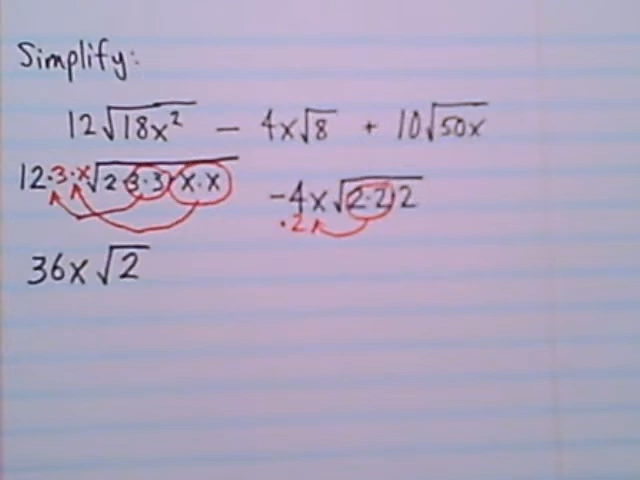 Simplify:
12√18x² − 4x√8 + 10√50x
12·3·x√2·3·3·x·x
−4x√2·2·2
·2
36x√2